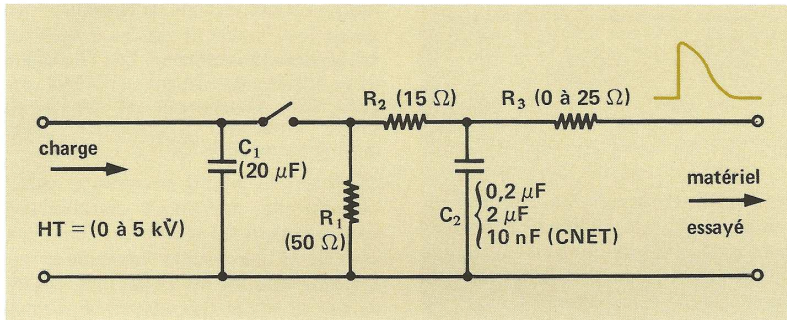 R₂ (15 Ω)
R₃ (0 à 25 Ω)
charge
C₁
(20 μF)
HT = (0 à 5 kV)
R₁
(50 Ω)
C₂
0,2 μF
2 μF
10 nF (CNET)
matériel
essayé